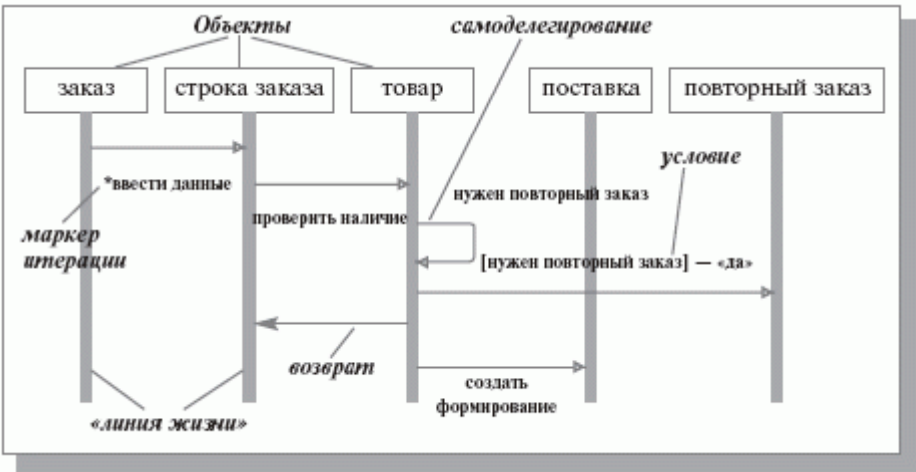 Объекты
самоделегирование
заказ
строка заказа
товар
поставка
повторный заказ
условие
*ввести данные
нужен повторный заказ
проверить наличие
маркер
итерации
[нужен повторный заказ] — «да»
возврат
создать
формирование
«линия жизни»